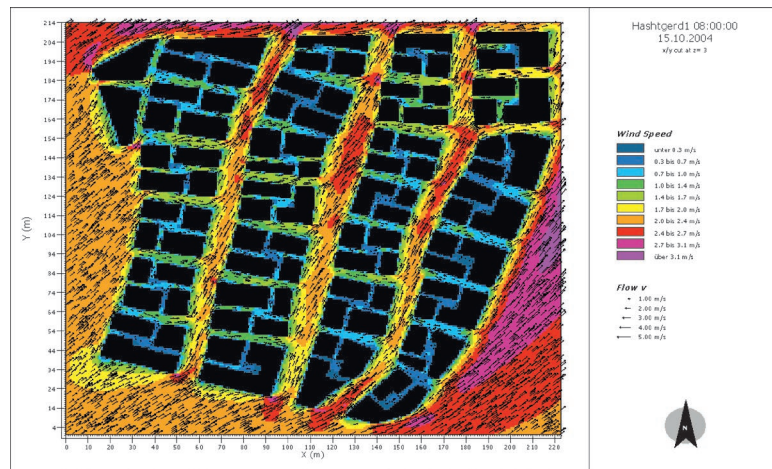 Hashtgerd1 08:00:00
15.10.2004
x/y cut at z= 3
Wind Speed
unter 0.3 m/s
0.3 bis 0.7 m/s
0.7 bis 1.0 m/s
1.0 bis 1.4 m/s
1.4 bis 1.7 m/s
1.7 bis 2.0 m/s
2.0 bis 2.4 m/s
2.4 bis 2.7 m/s
2.7 bis 3.1 m/s
über 3.1 m/s
Flow v
1.00 m/s
2.00 m/s
3.00 m/s
4.00 m/s
5.00 m/s
N
Y (m)
214
204
194
184
174
164
154
144
134
124
114
104
94
84
74
64
54
44
34
24
14
4
0 10 20 30 40 50 60 70 80 90 100 110 120 130 140 150 160 170 180 190 200 210 220
X (m)